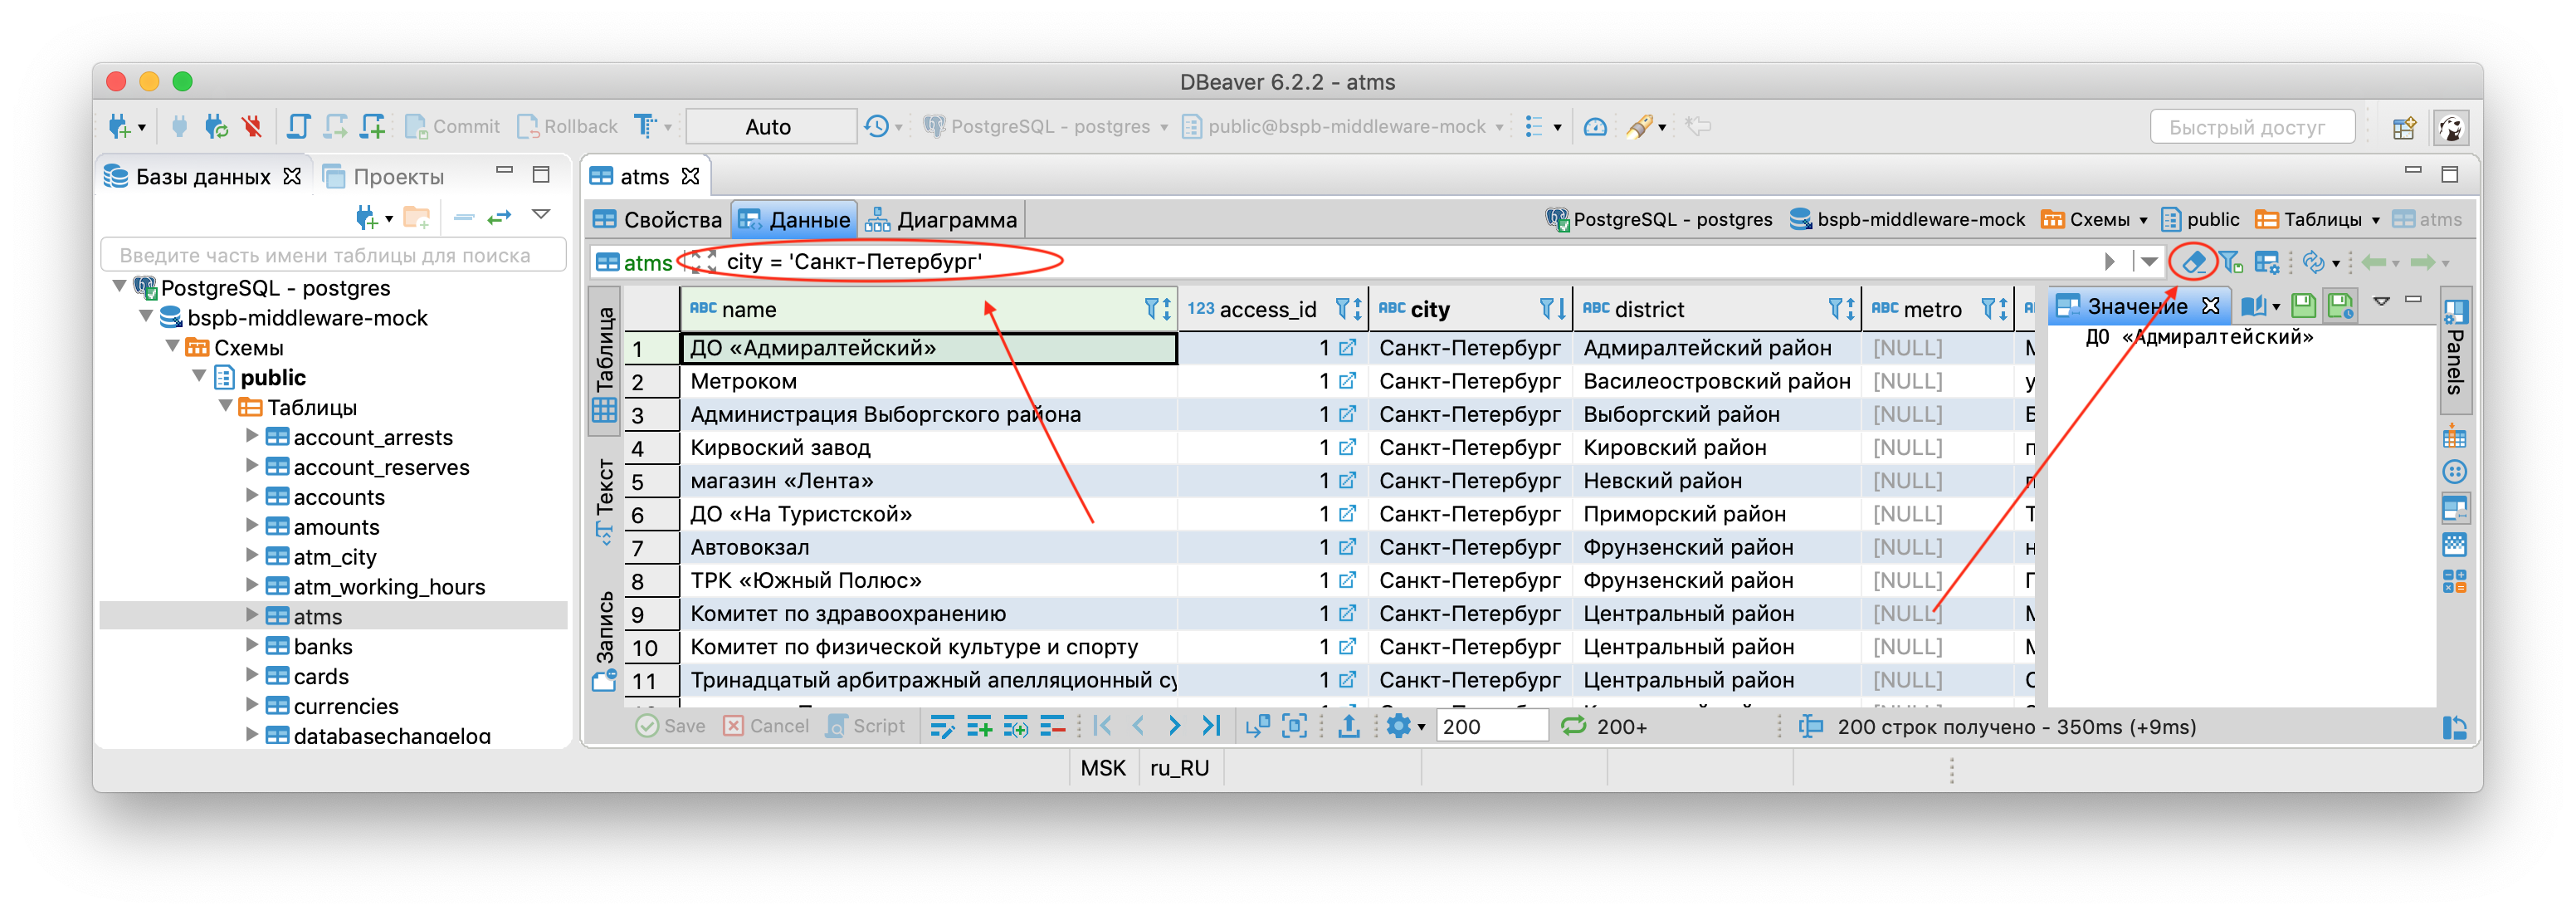 DBeaver 6.2.2 - atms
Commit Rollback Auto PostgreSQL - postgres public@bspb-middleware-mock Быстрый доступ
Базы данных Проекты
Введите часть имени таблицы для поиска
PostgreSQL - postgres
bspb-middleware-mock
Схемы
public
Таблицы
account_arrests
account_reserves
accounts
amounts
atm_city
atm_working_hours
atms
banks
cards
currencies
databasechangelog
atms
Свойства Данные Диаграмма PostgreSQL - postgres bspb-middleware-mock Схемы public Таблицы atms
atms city = 'Санкт-Петербург'
Таблица
Текст
Запись
ABC name 123 access_id ABC city ABC district ABC metro
1 ДО «Адмиралтейский» 1 Санкт-Петербург Адмиралтейский район [NULL]
2 Метроком 1 Санкт-Петербург Василеостровский район [NULL] у
3 Администрация Выборгского района 1 Санкт-Петербург Выборгский район [NULL]
4 Кирвоский завод 1 Санкт-Петербург Кировский район [NULL] п
5 магазин «Лента» 1 Санкт-Петербург Невский район [NULL]
6 ДО «На Туристской» 1 Санкт-Петербург Приморский район [NULL] Т
7 Автовокзал 1 Санкт-Петербург Фрунзенский район [NULL] н
8 ТРК «Южный Полюс» 1 Санкт-Петербург Фрунзенский район [NULL]
9 Комитет по здравоохранению 1 Санкт-Петербург Центральный район [NULL]
10 Комитет по физической культуре и спорту 1 Санкт-Петербург Центральный район [NULL]
11 Тринадцатый арбитражный апелляционный су 1 Санкт-Петербург Центральный район [NULL]
Значение
ДО «Адмиралтейский»
Panels
Save Cancel Script 200 200+ 200 строк получено - 350ms (+9ms)
MSK ru_RU